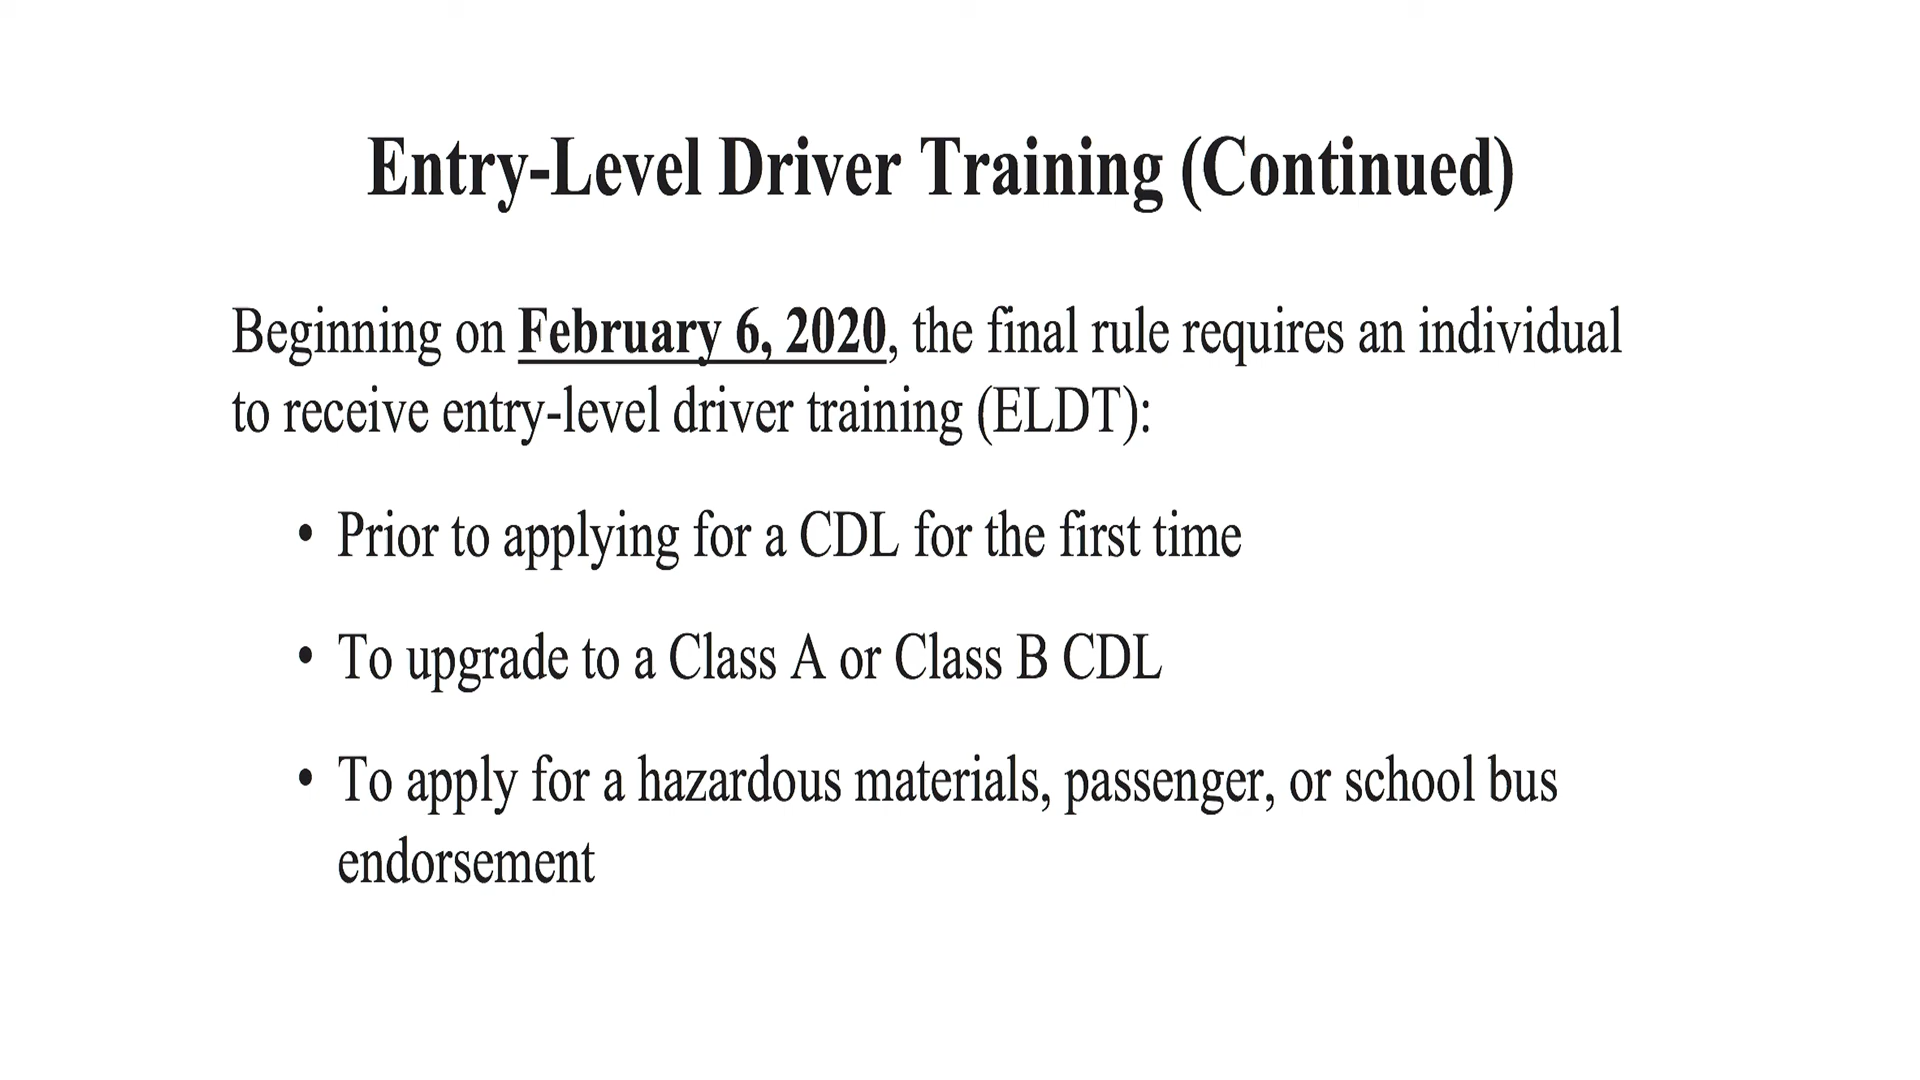 Entry-Level Driver Training (Continued)
Beginning on February 6, 2020, the final rule requires an individual
to receive entry-level driver training (ELDT):
• Prior to applying for a CDL for the first time
• To upgrade to a Class A or Class B CDL
• To apply for a hazardous materials, passenger, or school bus
endorsement